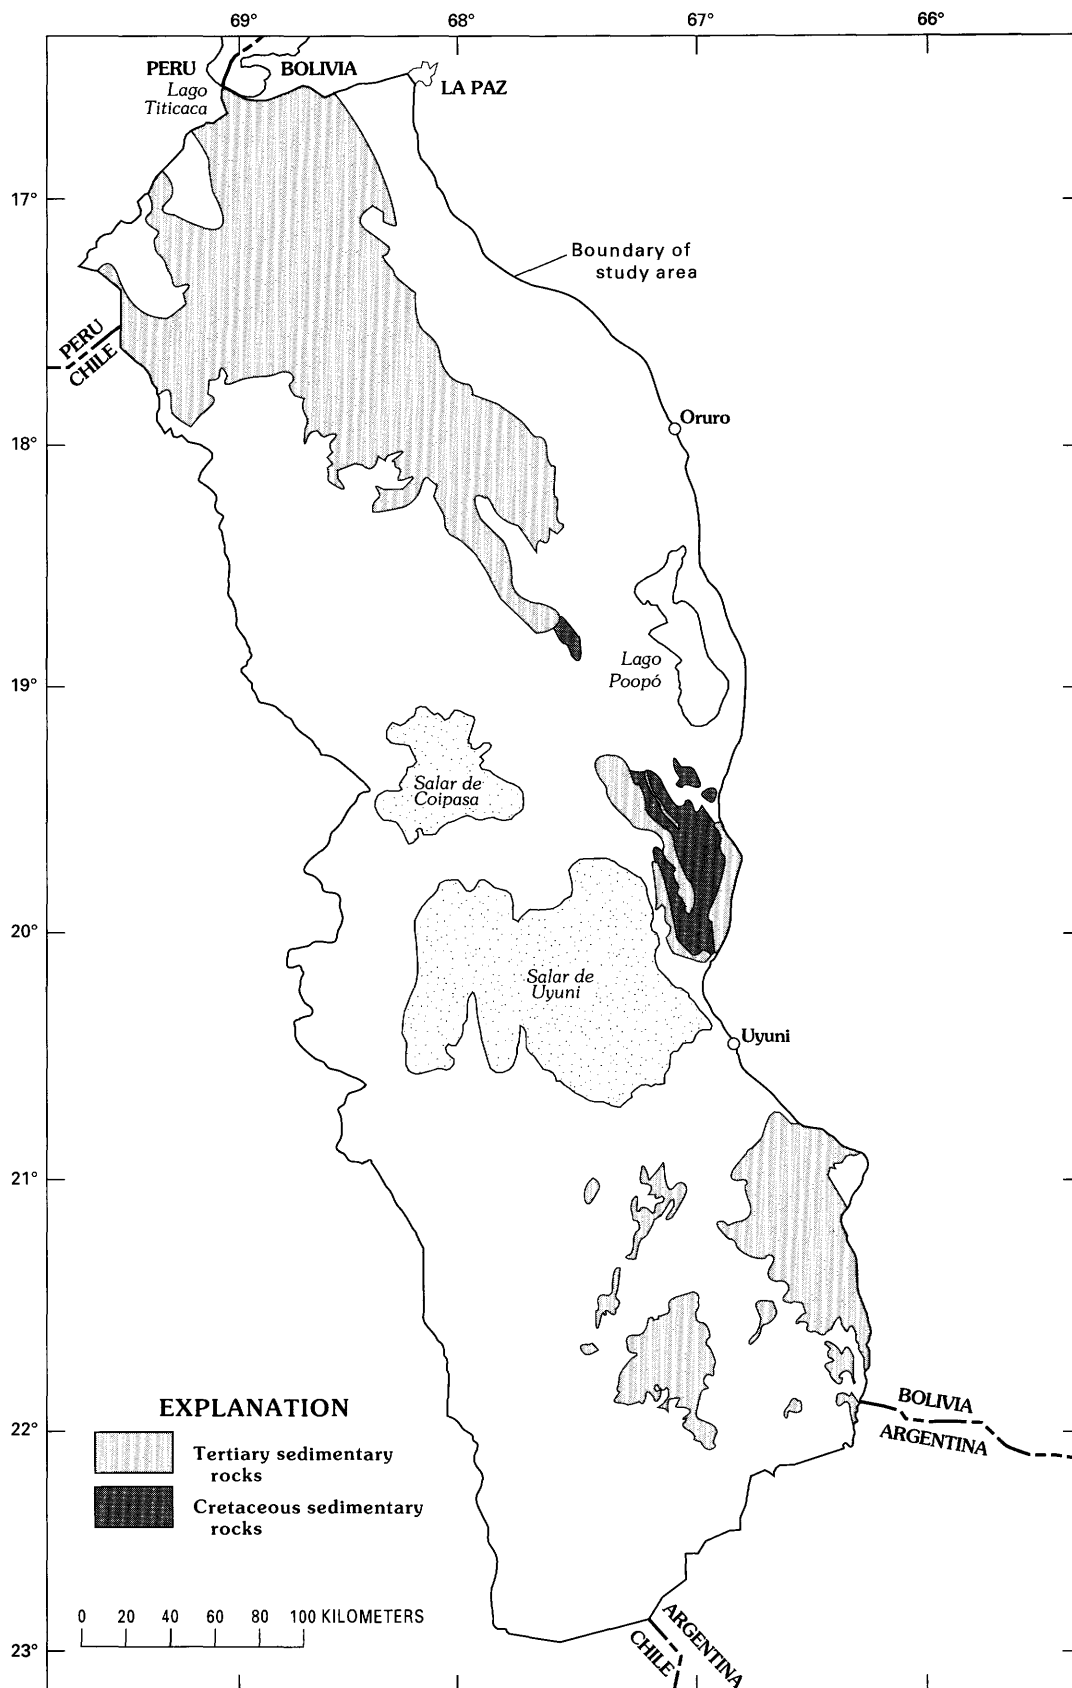 69°
68°
67°
66°
PERU
BOLIVIA
Lago
Titicaca
LA PAZ
17°
Boundary of
study area
PERU
CHILE
Oruro
18°
Lago
Poopó
19°
Salar de
Coipasa
20°
Salar de
Uyuni
Uyuni
21°
BOLIVIA
ARGENTINA
22°
EXPLANATION
Tertiary sedimentary
rocks
Cretaceous sedimentary
rocks
0 20 40 60 80 100 KILOMETERS
ARGENTINA
CHILE
23°